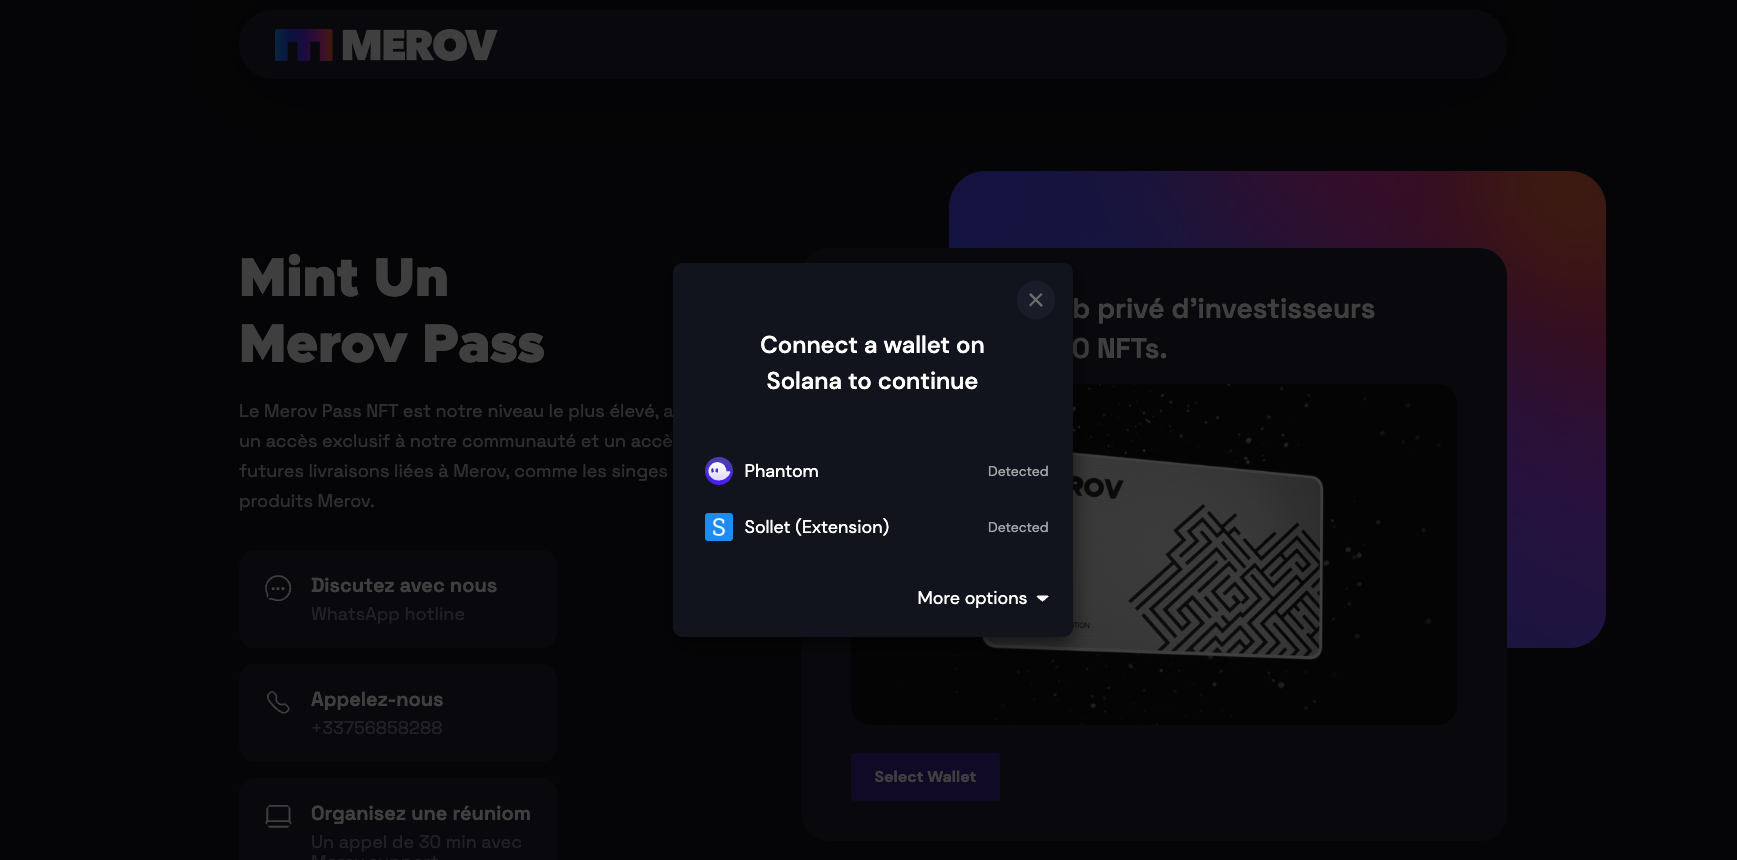 MEROV
Mint Un
Merov Pass
Le Merov Pass NFT est notre niveau le plus élevé, a
un accès exclusif à notre communauté et un accè
futures livraisons liées à Merov, comme les singes
produits Merov.
Discutez avec nous
WhatsApp hotline
Appelez-nous
+33756858288
Organisez une réuniom
Un appel de 30 min avec
Merov support
Connect a wallet on
Solana to continue
Phantom
Detected
Sollet (Extension)
Detected
More options
b privé d’investisseurs
0 NFTs.
ROV
Select Wallet